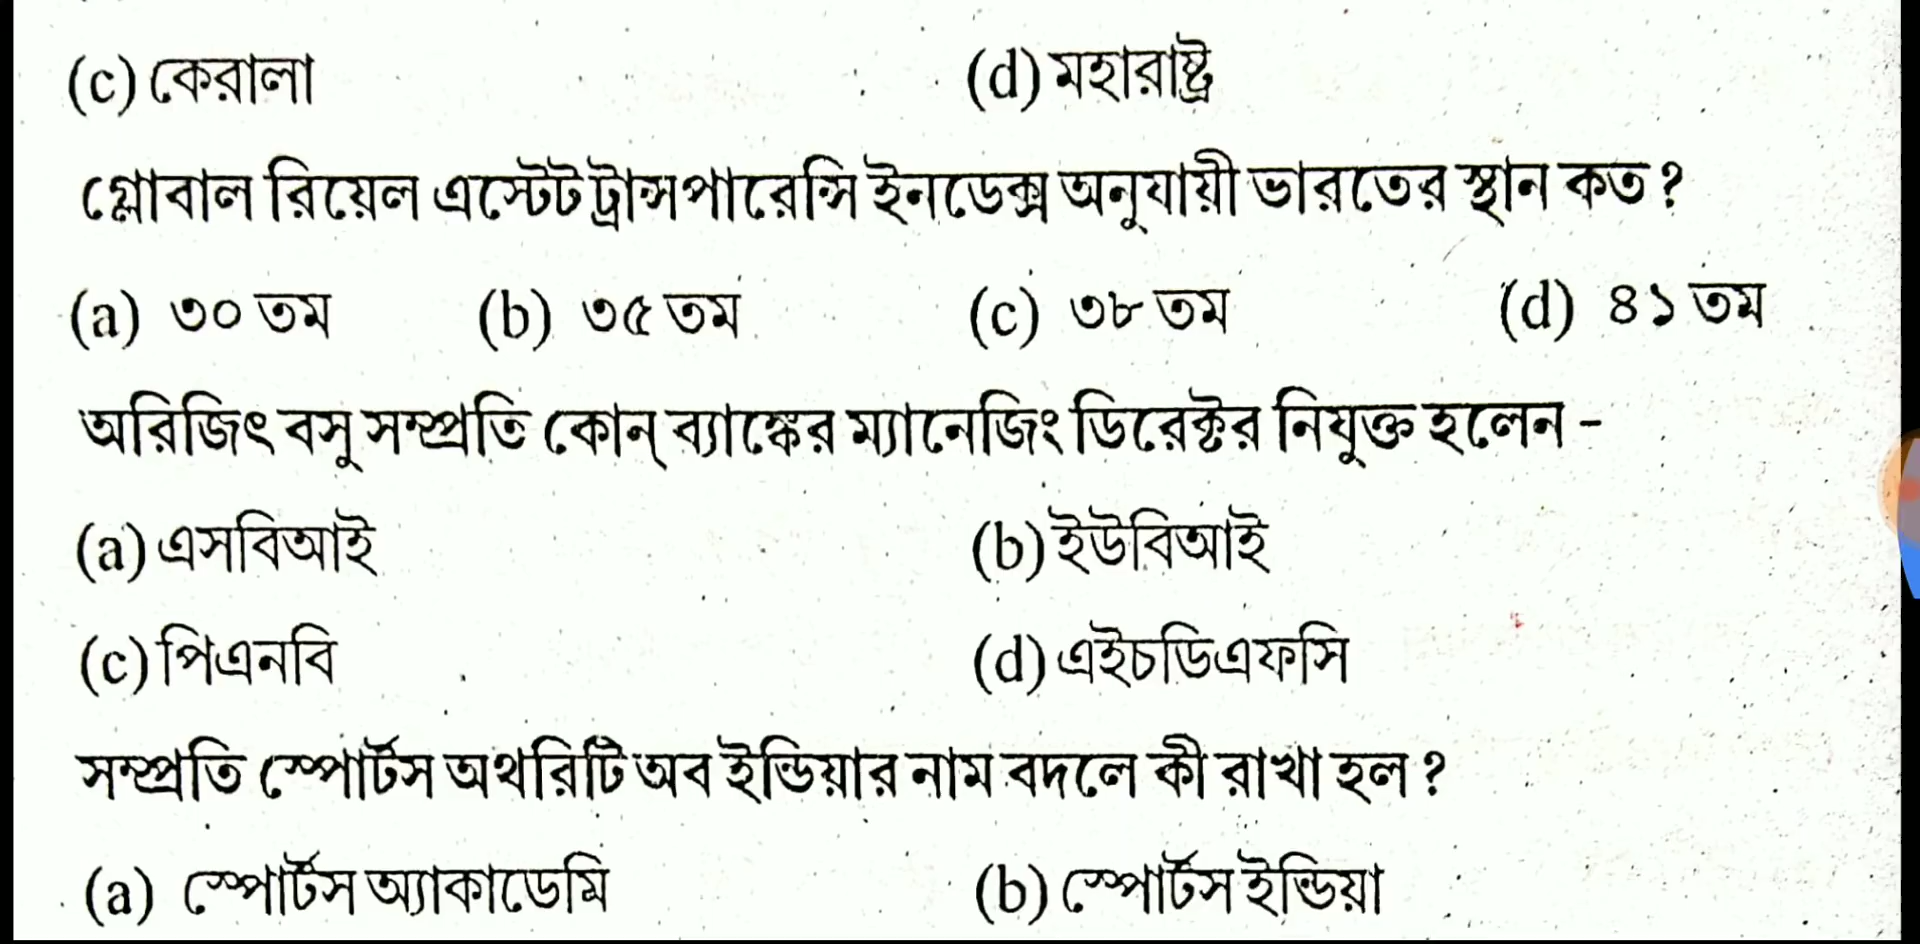 (c) কেরালা (d) মহারাষ্ট্র
গ্লোবাল রিয়েল এস্টেট ট্রান্সপারেন্সি ইনডেক্স অনুযায়ী ভারতের স্থান কত ?
(a) ৩০ তম (b) ৩৫ তম (c) ৩৮ তম (d) ৪১ তম
অরিজিৎ বসু সম্প্রতি কোন্ ব্যাঙ্কের ম্যানেজিং ডিরেক্টর নিযুক্ত হলেন -
(a) এসবিআই (b) ইউবিআই
(c) পিএনবি (d) এইচডিএফসি
সম্প্রতি স্পোর্টস অথরিটি অব ইন্ডিয়ার নাম বদলে কী রাখা হল ?
(a) স্পোর্টস অ্যাকাডেমি (b) স্পোর্টস ইন্ডিয়া